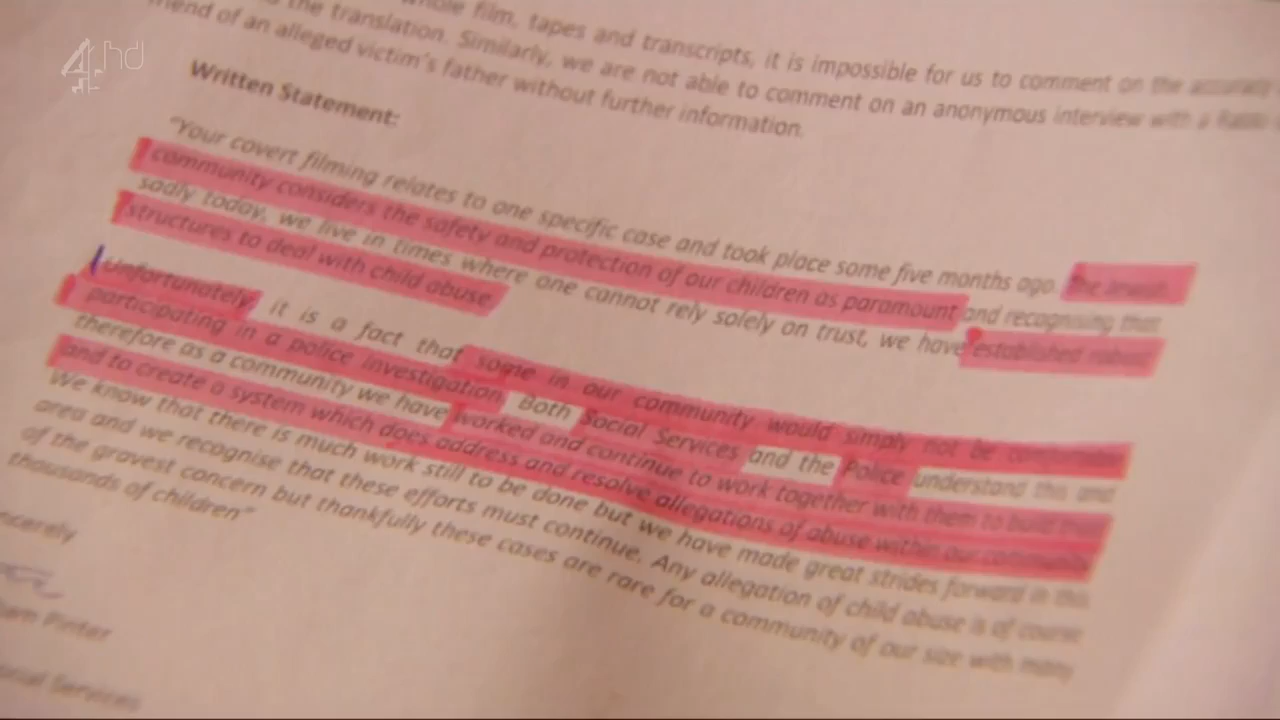 4 hd
whole film, tapes and transcripts, it is impossible for us to comment on the accuracy
the translation. Similarly, we are not able to comment on an anonymous interview with a
friend of an alleged victim's father without further information.
Written Statement:
"Your covert filming relates to one specific case and took place some five months ago. The Jewish
community considers the safety and protection of our children as paramount and recognising that
sadly today, we live in times where one cannot rely solely on trust, we have established robust
structures to deal with child abuse.
Unfortunately, it is a fact that some in our community would simply not be comfortable
participating in a police investigation. Both Social Services and the Police understand this and
therefore as a community we have worked and continue to work together with them to build
and to create a system which does address and resolve allegations of abuse within our community.
We know that there is much work still to be done but we have made great strides forward in this
area and we recognise that these efforts must continue. Any allegation of child abuse is of course
of the gravest concern but thankfully these cases are rare for a community of our size with many
thousands of children"
Pinter
Services